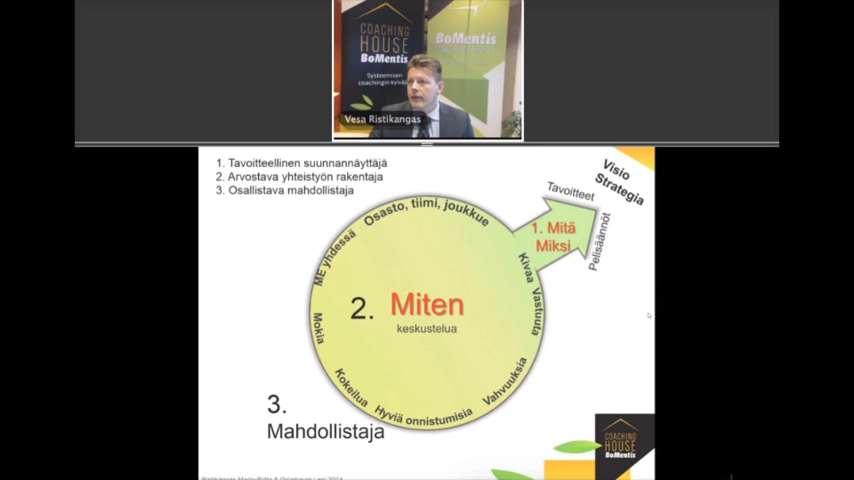 COACHING
HOUSE
BoMentis
Systeemisen
BoMentis
Vesa Ristikangas
1. Tavoitteellinen suunnannäyttäjä
2. Arvostava yhteistyön rakentaja
3. Osallistava mahdollistaja
Visio
Strategia
Tavoitteet
Pelisäännöt
1. Mitä
Miksi
Osasto, tiimi, joukkue
ME yhdessä
Kivaa
Vastuuta
2. Miten
keskustelua
Mokia
Kokeilua
Hyviä onnistumisia
Vahvuuksia
3.
Mahdollistaja
COACHING
HOUSE
BoMentis